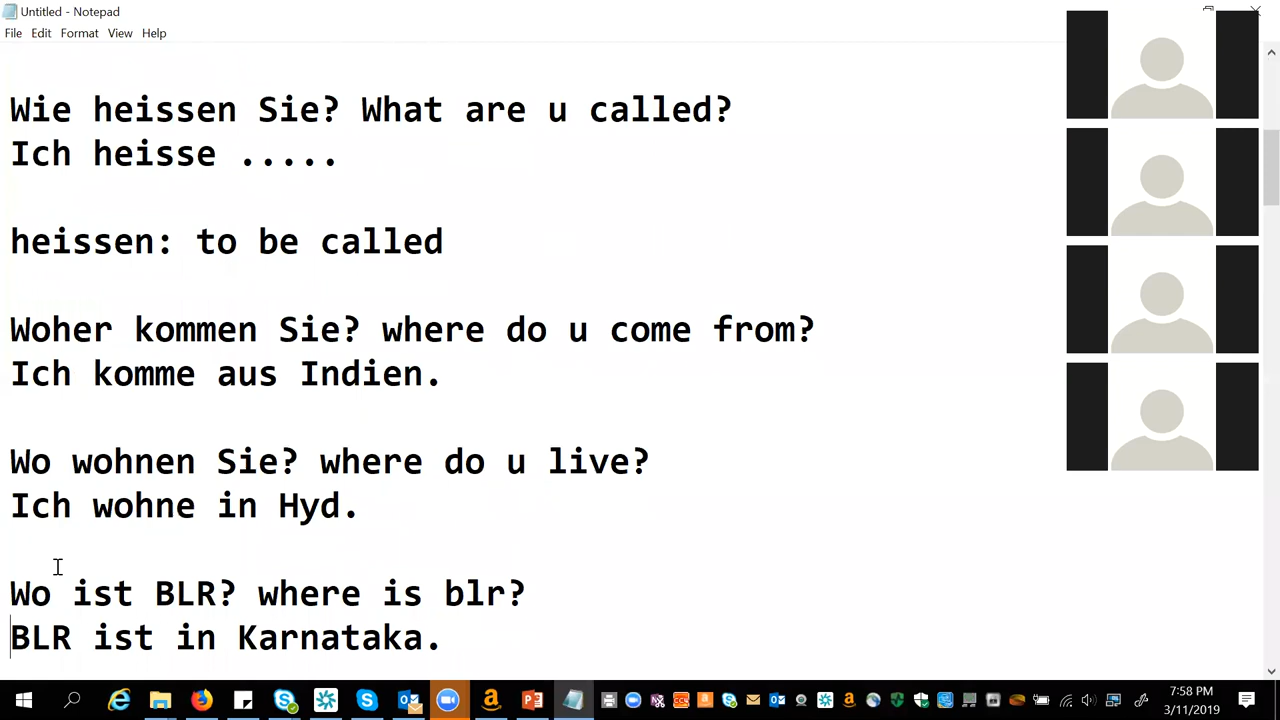 Untitled - Notepad
File Edit Format View Help
Wie heissen Sie? What are u called?
Ich heisse .....
heissen: to be called
Woher kommen Sie? where do u come from?
Ich komme aus Indien.
Wo wohnen Sie? where do u live?
Ich wohne in Hyd.
Wo ist BLR? where is blr?
BLR ist in Karnataka.
7:58 PM
3/11/2019